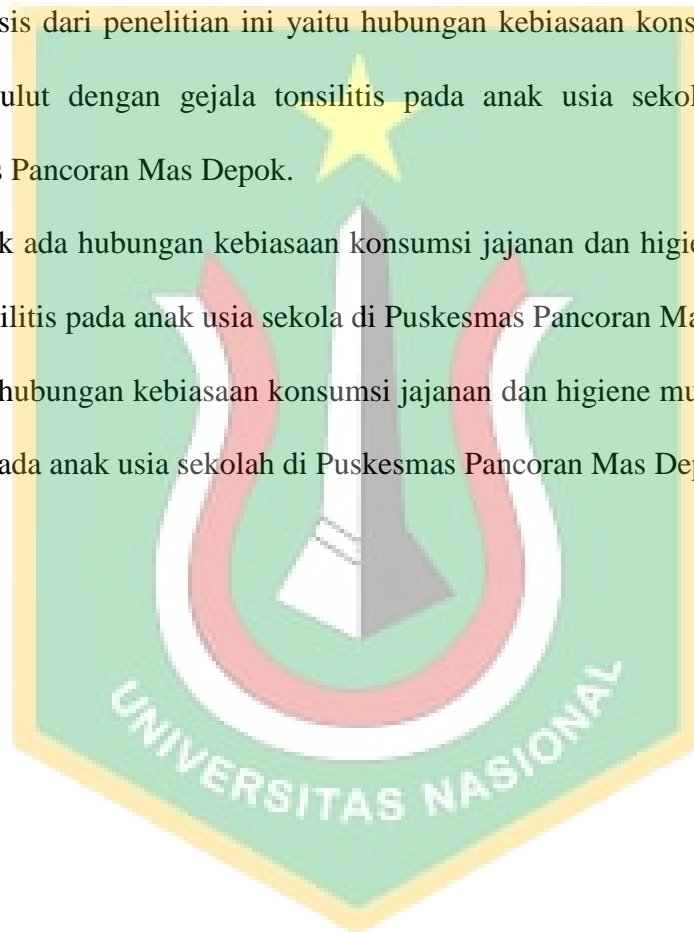 sis dari penelitian ini yaitu hubungan kebiasaan kons
ulut dengan gejala tonsilitis pada anak usia sekol
s Pancoran Mas Depok.
k ada hubungan kebiasaan konsumsi jajanan dan higie
ilitis pada anak usia sekola di Puskesmas Pancoran Ma
hubungan kebiasaan konsumsi jajanan dan higiene mu
ada anak usia sekolah di Puskesmas Pancoran Mas Dep
UNIVERSITAS NASIONAL